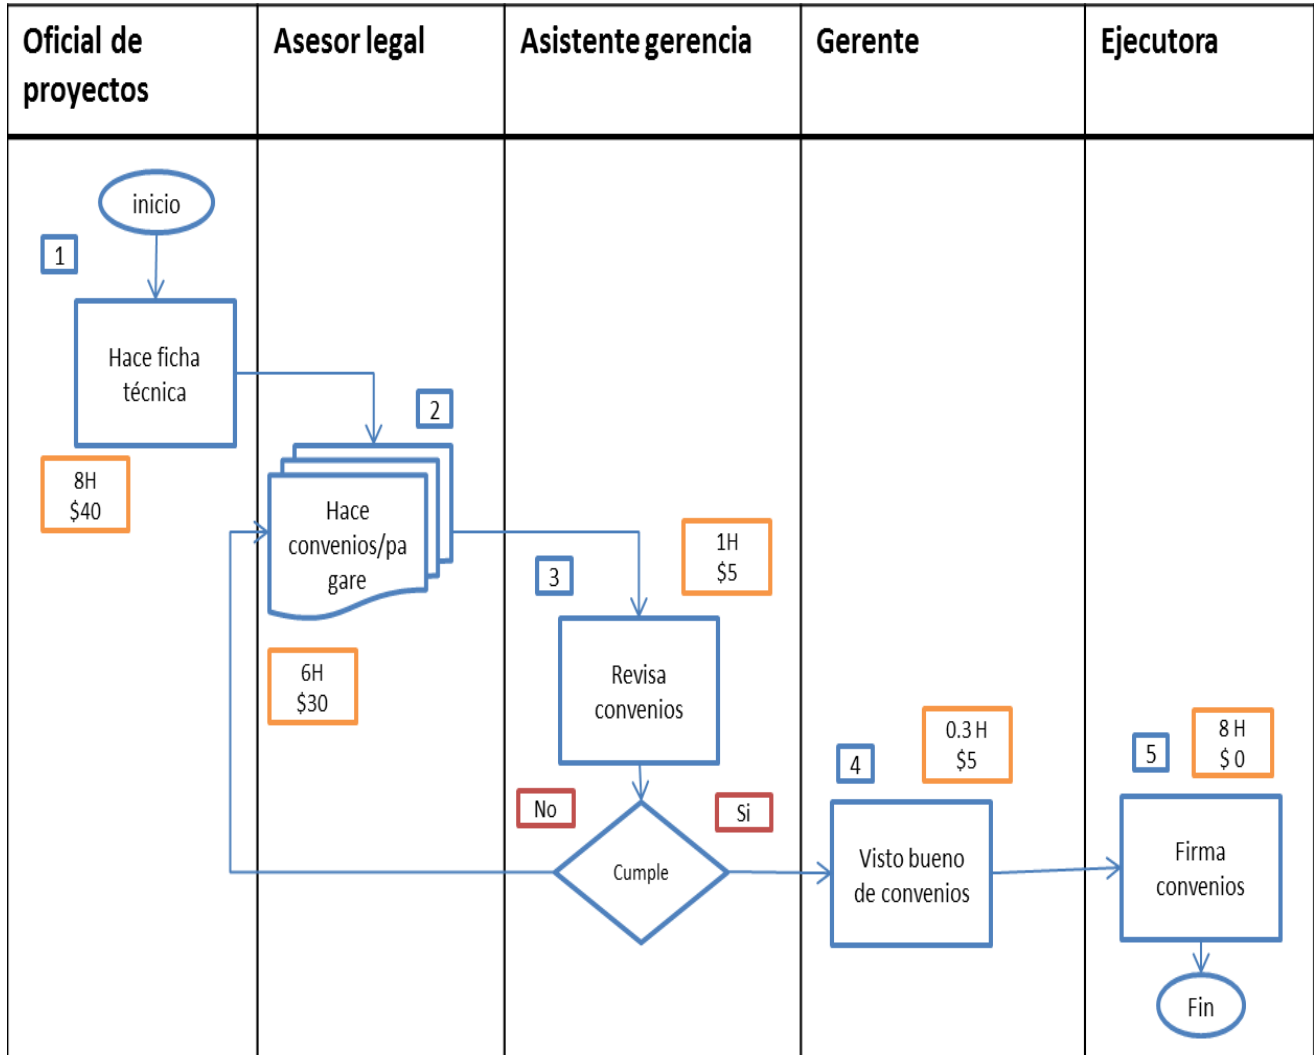 Oficial de
proyectos
Asesor legal
Asistente gerencia
Gerente
Ejecutora
inicio
1
Hace ficha
técnica
8H
$40
2
Hace
convenios/pa
gare
6H
$30
3
1H
$5
Revisa
convenios
No
Si
Cumple
4
0.3 H
$5
Visto bueno
de convenios
5
8 H
$ 0
Firma
convenios
Fin